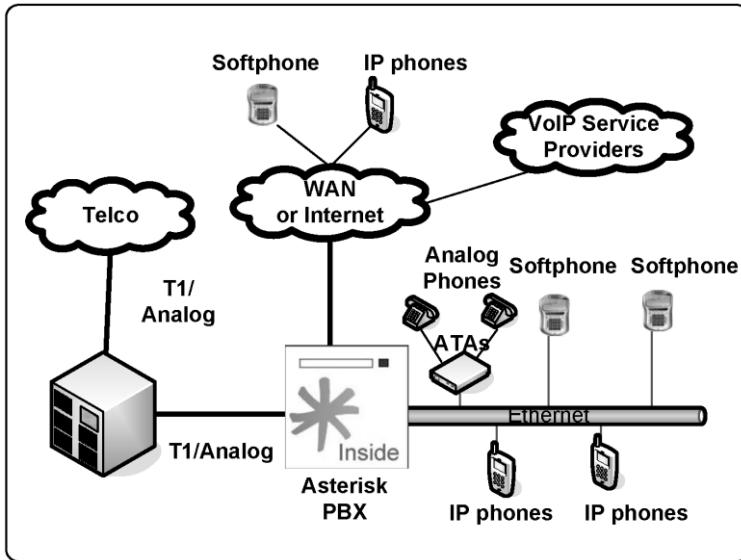 Softphone
IP phones
VoIP Service
Providers
WAN
or Internet
Telco
Analog
Phones
Softphone
Softphone
T1/
Analog
ATAs
Ethernet
T1/Analog
Inside
Asterisk
PBX
IP phones
IP phones